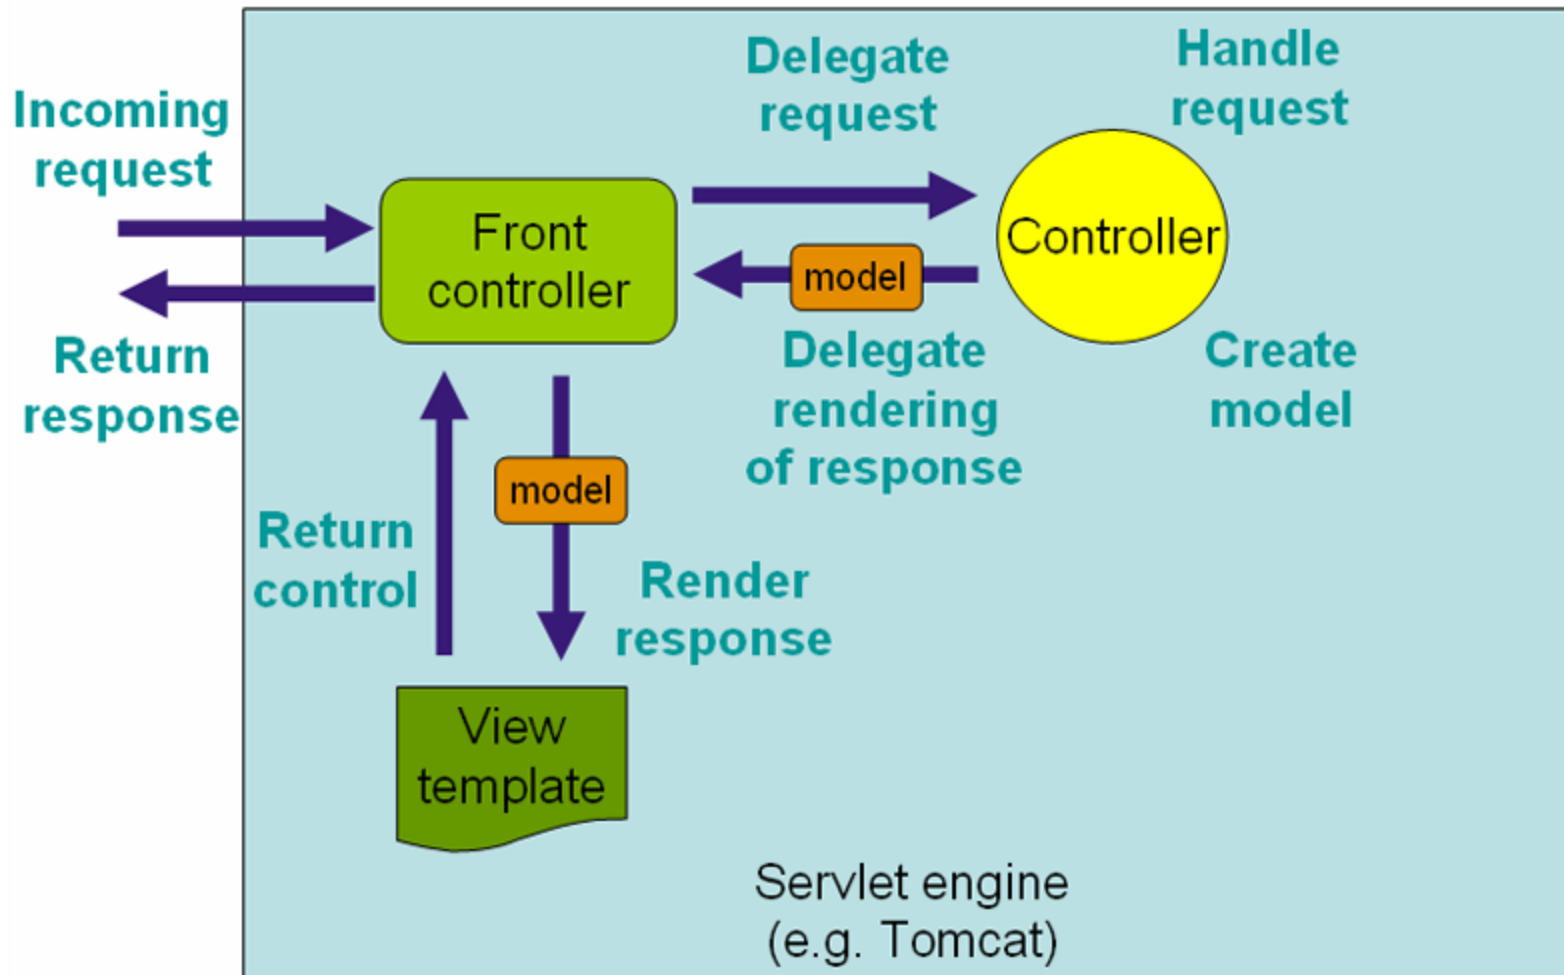 Incoming
request
Return
response
Delegate
request
Handle
request
Front
controller
Controller
model
Delegate
rendering
of response
Create
model
model
Return
control
Render
response
View
template
Servlet engine
(e.g. Tomcat)